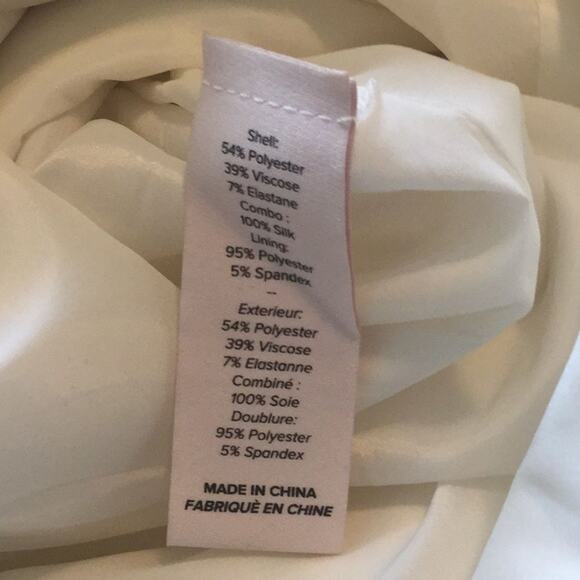 Shell:
54% Polyester
39% Viscose
7% Elastane
Combo :
100% Silk
Lining:
95% Polyester
5% Spandex
--
Exterieur:
54% Polyester
39% Viscose
7% Elastanne
Combiné :
100% Soie
Doublure:
95% Polyester
5% Spandex
MADE IN CHINA
FABRIQUÈ EN CHINE